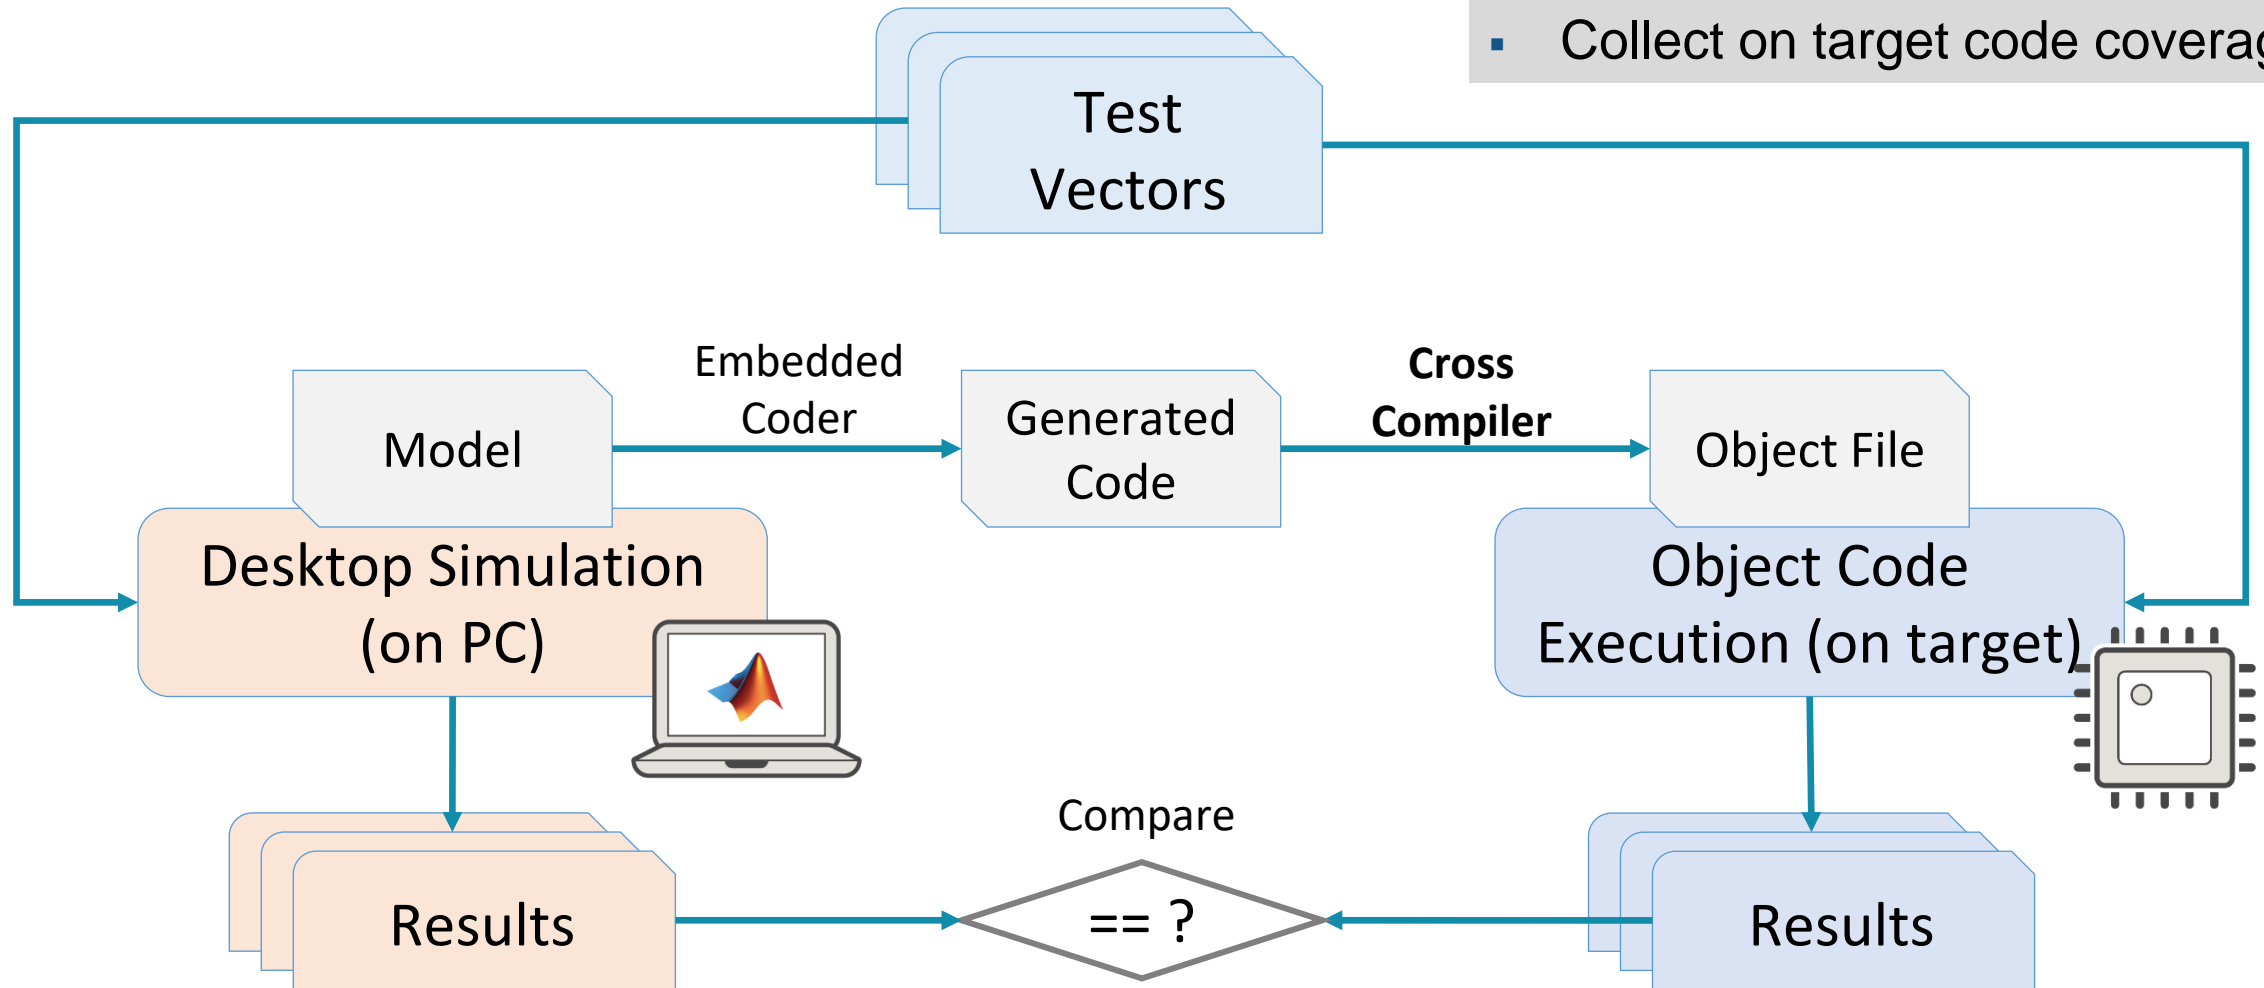 ▪ Collect on target code
Test
Vectors
Embedded
Coder
Cross
Compiler
Model
Generated
Code
Object File
Desktop Simulation
(on PC)
Object Code
Execution (on target)
Compare
Results
== ?
Results